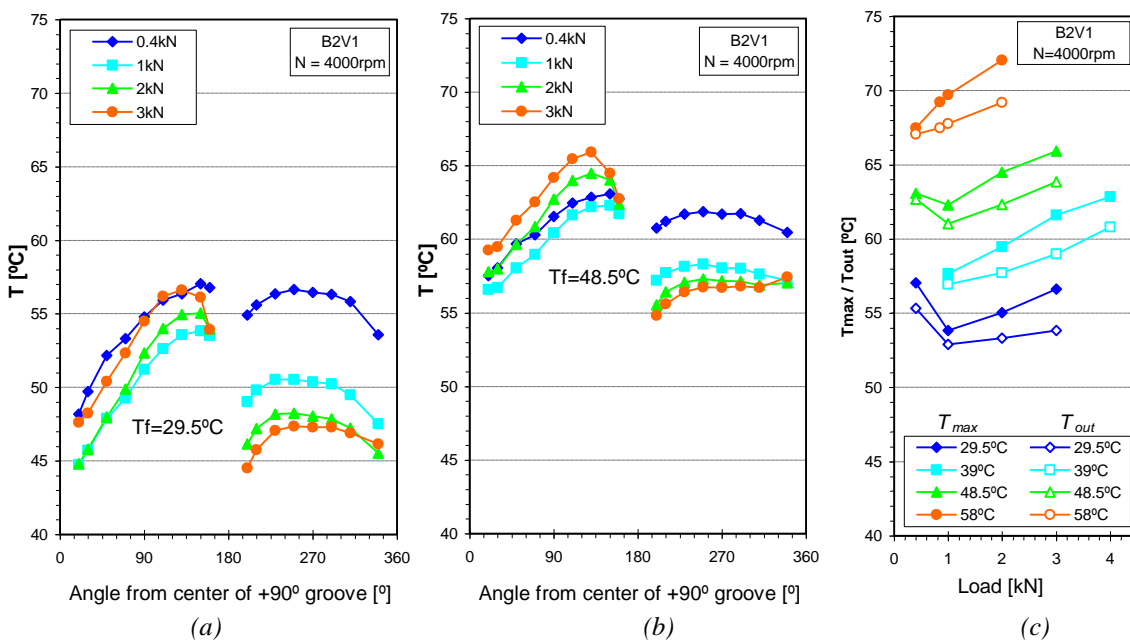 75
70
65
60
55
50
45
40
T [ºC]
0.4kN
1kN
2kN
3kN
B2V1
N = 4000rpm
Tf=29.5ºC
0 90 180 270 360
Angle from center of +90º groove [º]
(a)
75
70
65
60
55
50
45
40
T [ºC]
0.4kN
1kN
2kN
3kN
B2V1
N = 4000rpm
Tf=48.5ºC
0 90 180 270 360
Angle from center of +90º groove [º]
(b)
75
70
65
60
55
50
45
40
Tmax / Tout [ºC]
B2V1
N=4000rpm
Tmax Tout
29.5ºC 29.5ºC
39ºC 39ºC
48.5ºC 48.5ºC
58ºC 58ºC
0 1 2 3 4
Load [kN]
(c)